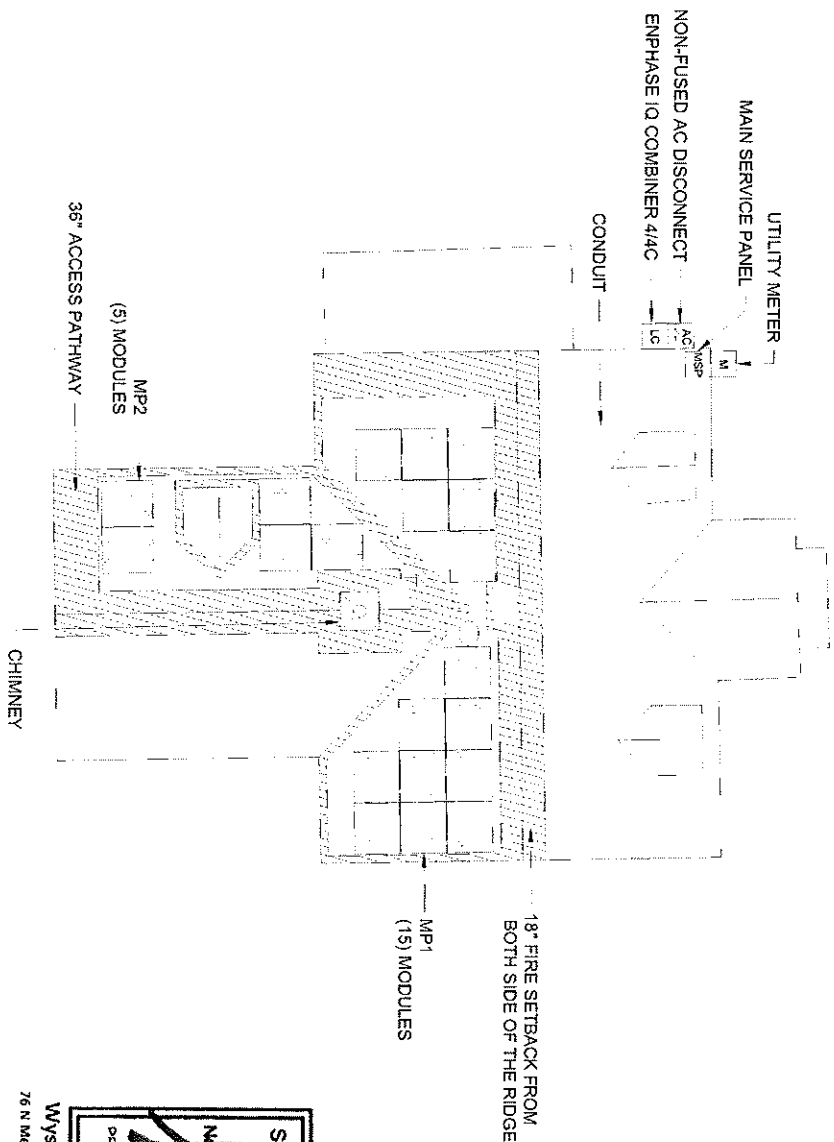 UTILITY METER
MAIN SERVICE PANEL
NON-FUSED AC DISCONNECT
ENPHASE IQ COMBINER 4/4C
CONDUIT
M
MSP
AC
LC
18" FIRE SETBACK FROM
BOTH SIDE OF THE RIDGE
MP1
(15) MODULES
MP2
(5) MODULES
36" ACCESS PATHWAY
CHIMNEY
S
76 N